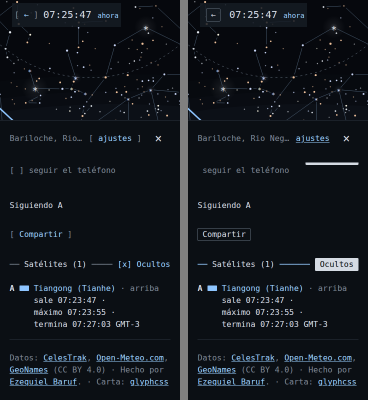 [ ← ] 07:25:47 ahora
Bariloche, Río… [ ajustes ] ×
[ ] seguir el teléfono
Siguiendo A
[ Compartir ]
Satélites (1) [x] Ocultos
A Tiangong (Tianhe) · arriba
sale 07:23:47 ·
máximo 07:23:55 ·
termina 07:27:03 GMT-3
Datos: CelesTrak, Open-Meteo.com,
GeoNames (CC BY 4.0) · Hecho por
Ezequiel Baruf. · Carta: glyphcss
← 07:25:47 ahora
Bariloche, Río Neg… ajustes ×
seguir el teléfono
Siguiendo A
Compartir
Satélites (1) Ocultos
A Tiangong (Tianhe) · arriba
sale 07:23:47 ·
máximo 07:23:55 ·
termina 07:27:03 GMT-3
Datos: CelesTrak, Open-Meteo.com,
GeoNames (CC BY 4.0) · Hecho por
Ezequiel Baruf. · Carta: glyphcss